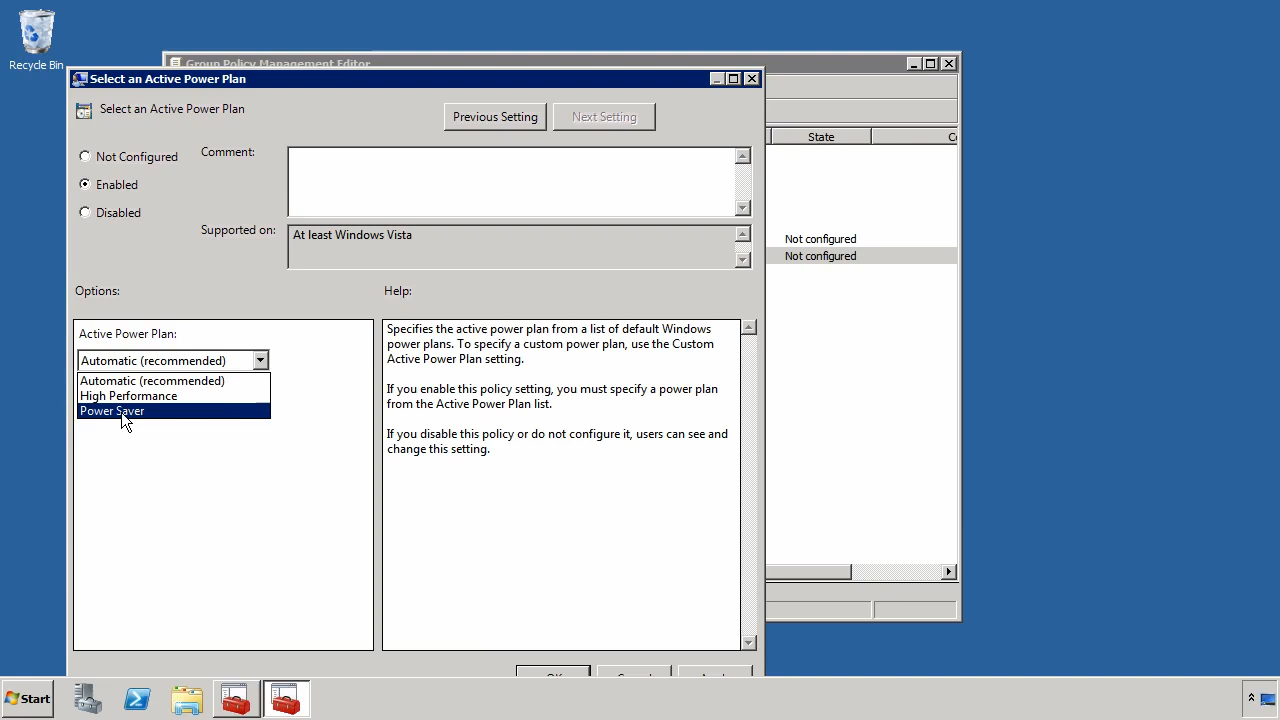 Recycle Bin
Group Policy Management Editor
Select an Active Power Plan
Select an Active Power Plan
Previous Setting
Next Setting
Not Configured
Comment:
Enabled
Disabled
Supported on:
At least Windows Vista
State
Not configured
Not configured
Options:
Help:
Active Power Plan:
Automatic (recommended)
Automatic (recommended)
High Performance
Power Saver
Specifies the active power plan from a list of default Windows
power plans. To specify a custom power plan, use the Custom
Active Power Plan setting.
If you enable this policy setting, you must specify a power plan
from the Active Power Plan list.
If you disable this policy or do not configure it, users can see and
change this setting.
Start